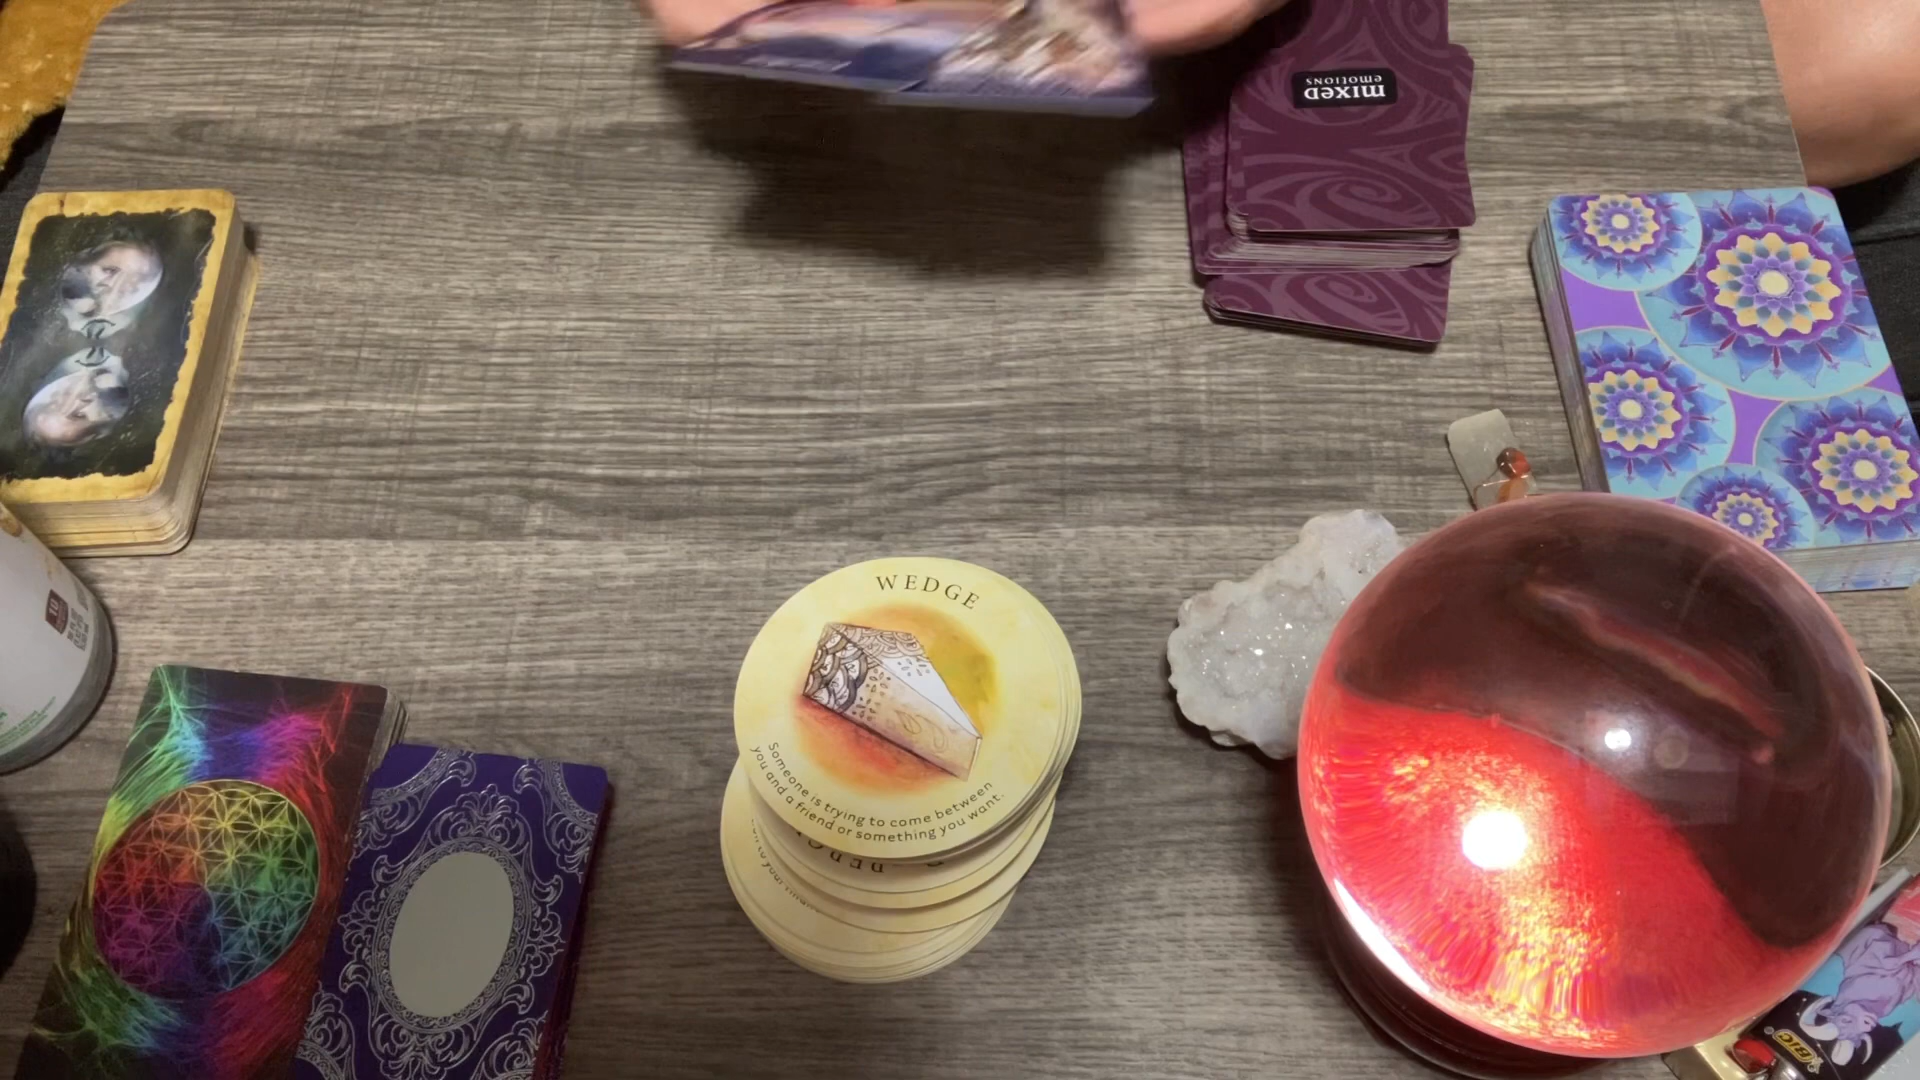 mixed
emotions
WEDGE
Someone is trying to come between
you and a friend or something you want.
BIC